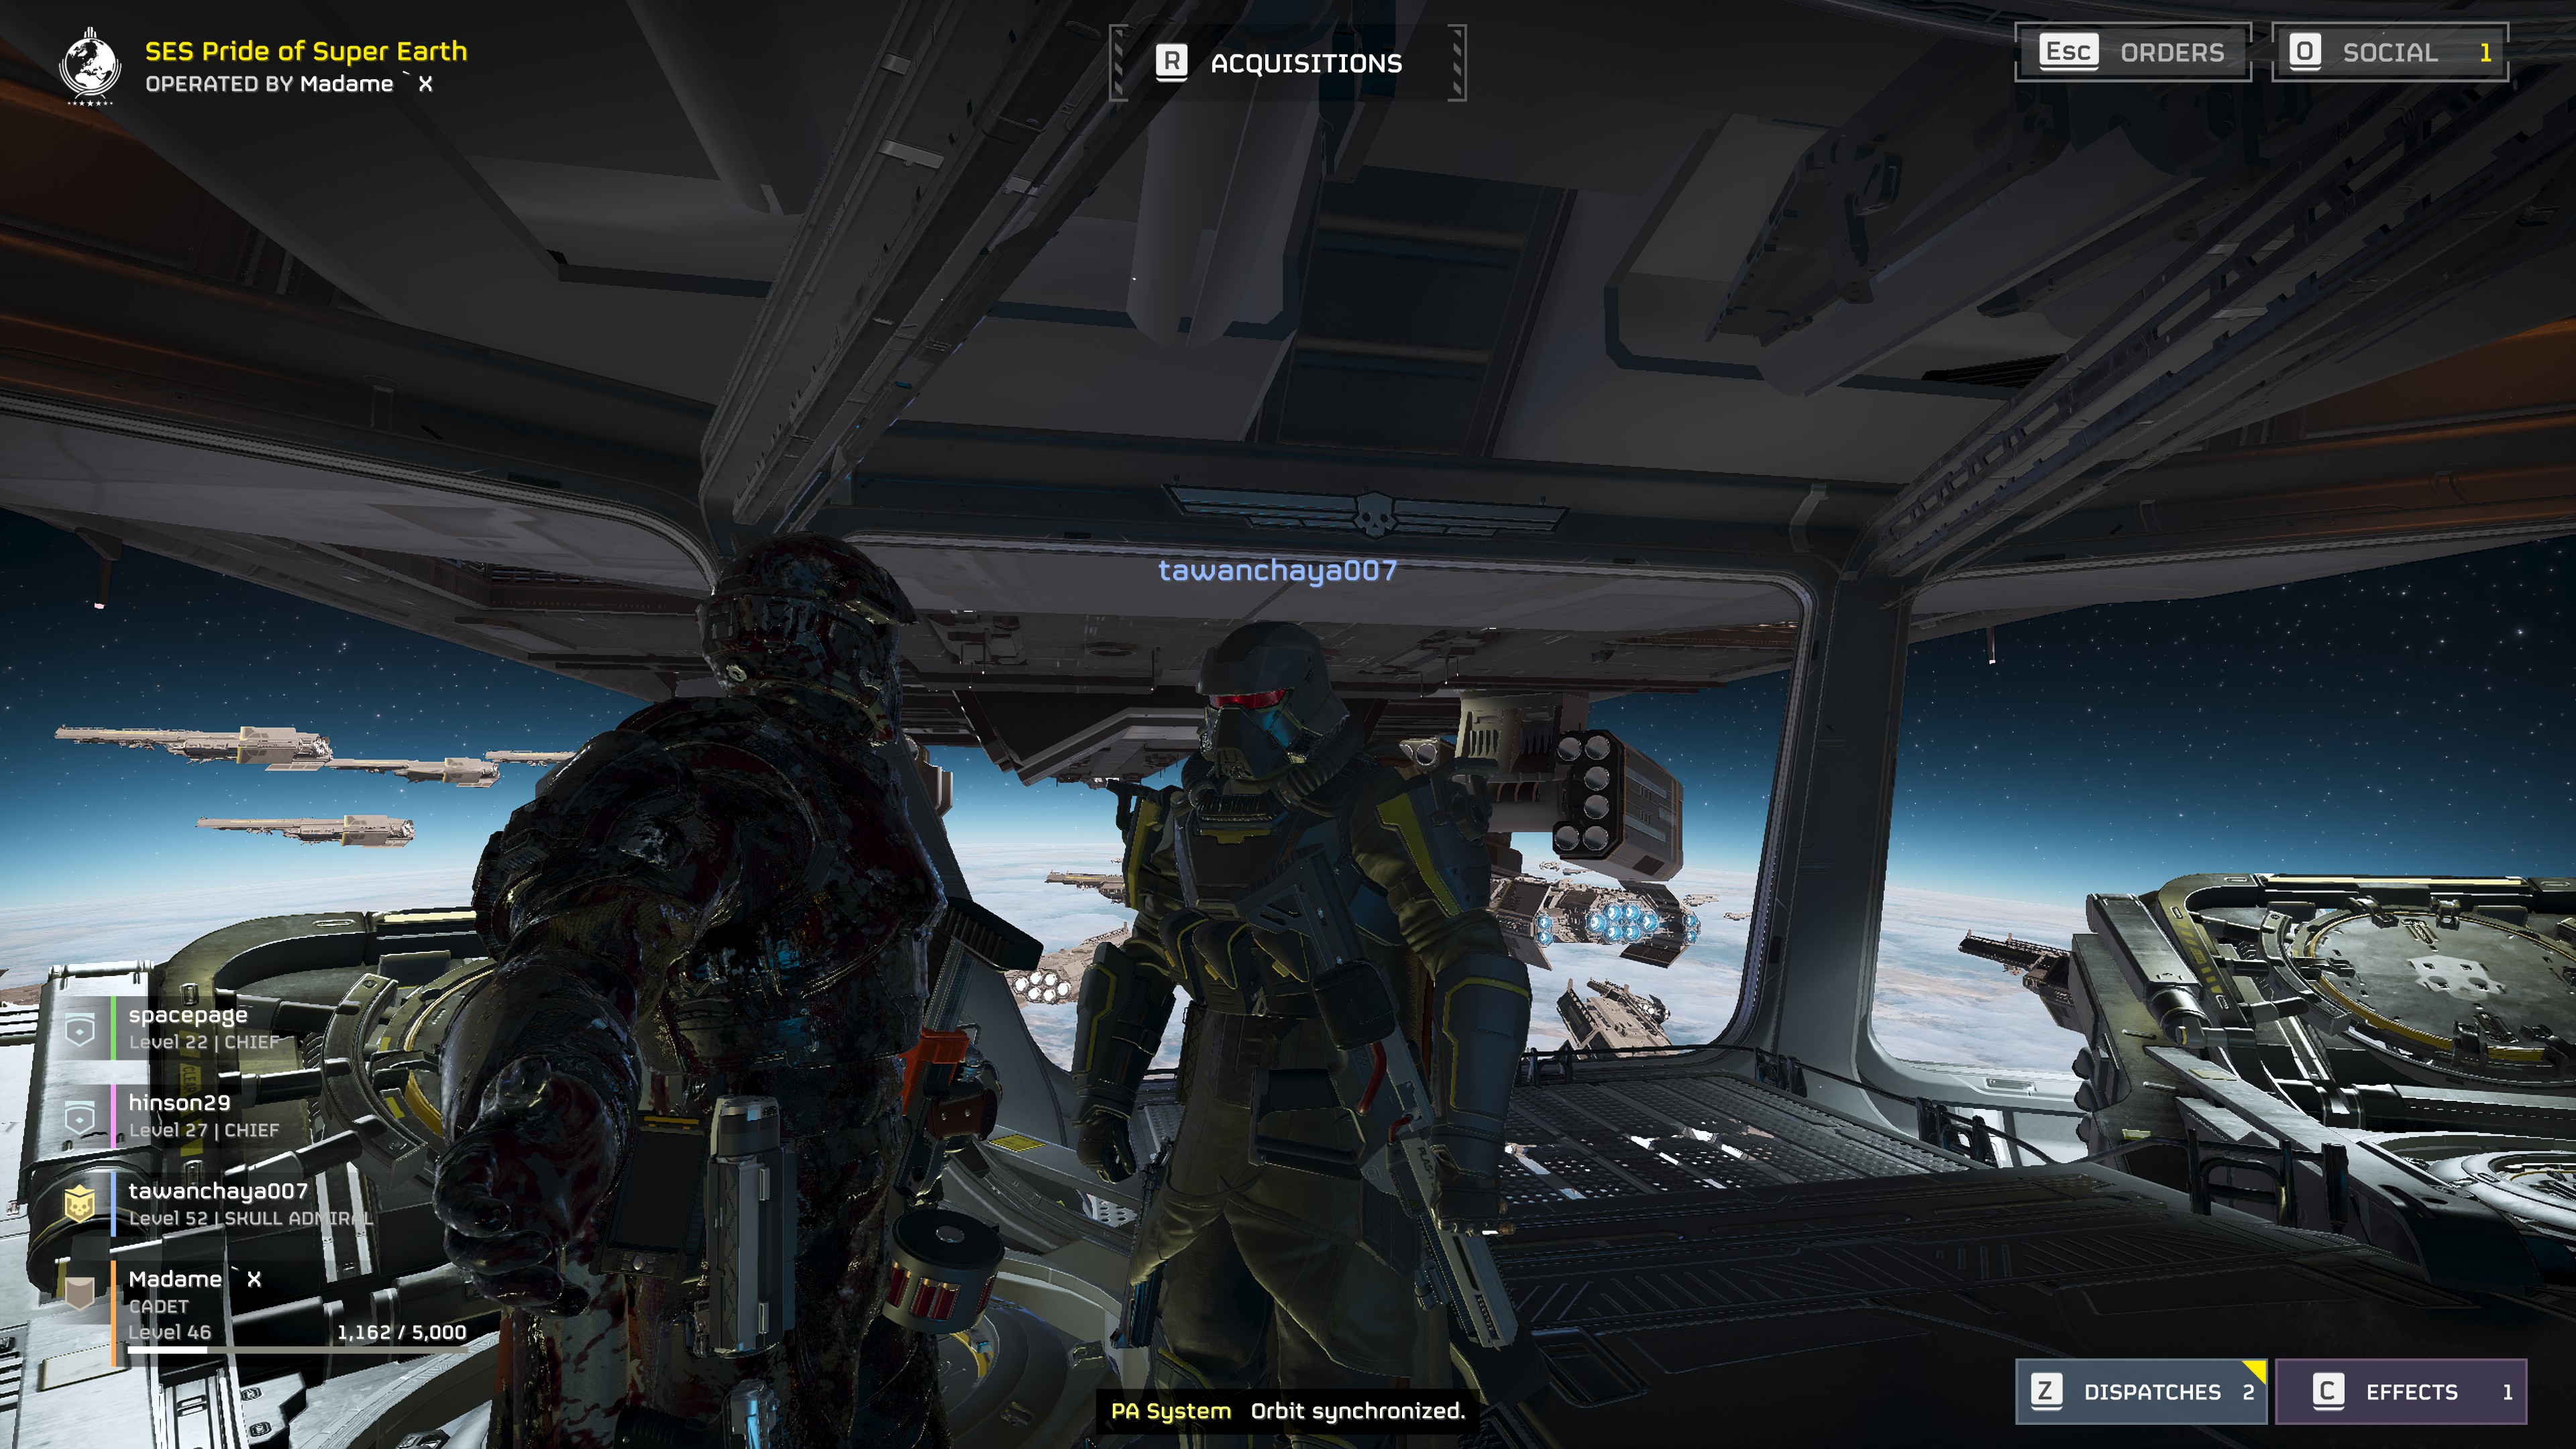 SES Pride of Super Earth
OPERATED BY Madame ` X
R ACQUISITIONS
Esc ORDERS
O SOCIAL 1
tawanchaya007
spacepage
Level 22 | CHIEF
hinson29
Level 27 | CHIEF
tawanchaya007
Level 52 | SKULL ADMIRAL
Madame ` X
CADET
Level 46 1,162 / 5,000
PA System Orbit synchronized.
Z DISPATCHES 2
C EFFECTS 1